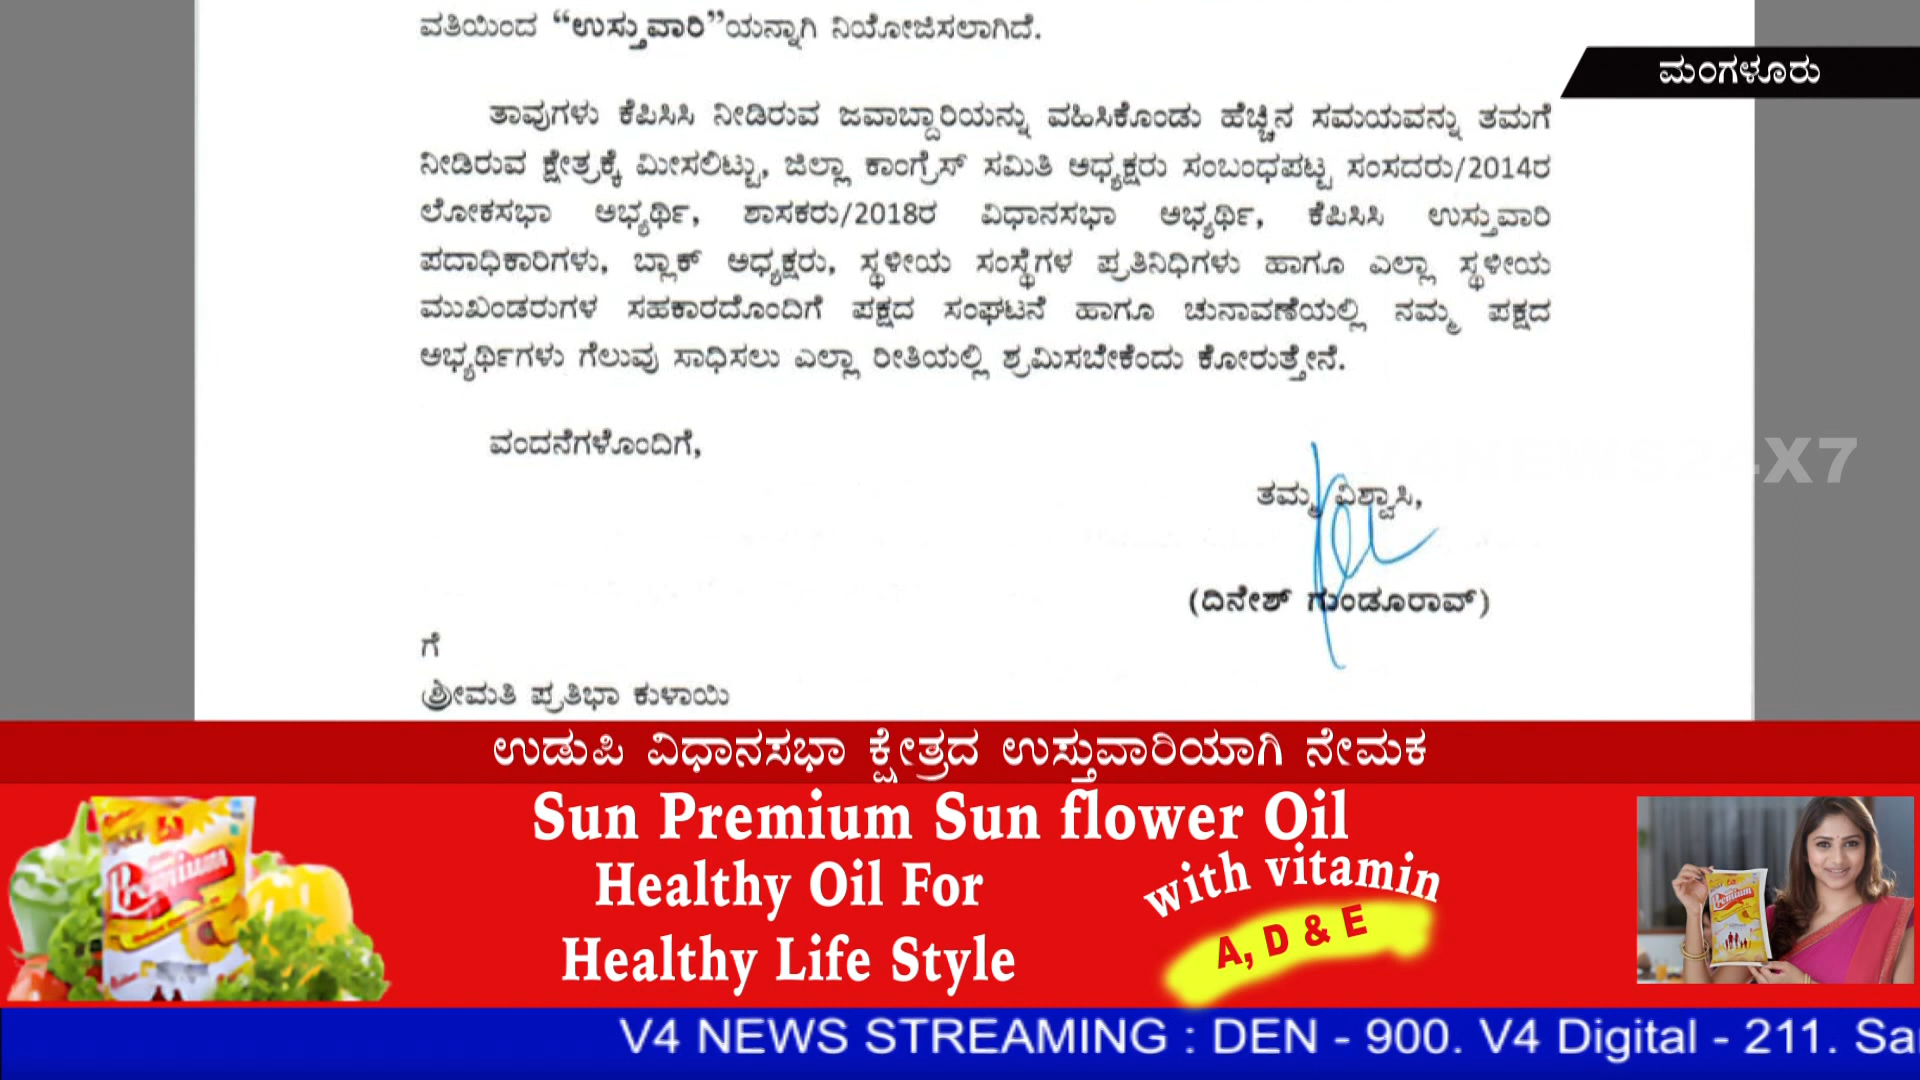 ವತಿಯಿಂದ “ಉಸ್ತುವಾರಿ”ಯನ್ನಾಗಿ ನಿಯೋಜಿಸಲಾಗಿದೆ.
ಮಂಗಳೂರು
ತಾವುಗಳು ಕೆಪಿಸಿಸಿ ನೀಡಿರುವ ಜವಾಬ್ದಾರಿಯನ್ನು ವಹಿಸಿಕೊಂಡು ಹೆಚ್ಚಿನ ಸಮಯವನ್ನು ತಮಗೆ
ನೀಡಿರುವ ಕ್ಷೇತ್ರಕ್ಕೆ ಮೀಸಲಿಟ್ಟು, ಜಿಲ್ಲಾ ಕಾಂಗ್ರೆಸ್ ಸಮಿತಿ ಅಧ್ಯಕ್ಷರು ಸಂಬಂಧಪಟ್ಟ ಸಂಸದರು/2014ರ
ಲೋಕಸಭಾ ಅಭ್ಯರ್ಥಿ, ಶಾಸಕರು/2018ರ ವಿಧಾನಸಭಾ ಅಭ್ಯರ್ಥಿ, ಕೆಪಿಸಿಸಿ ಉಸ್ತುವಾರಿ
ಪದಾಧಿಕಾರಿಗಳು, ಬ್ಲಾಕ್ ಅಧ್ಯಕ್ಷರು, ಸ್ಥಳೀಯ ಸಂಸ್ಥೆಗಳ ಪ್ರತಿನಿಧಿಗಳು ಹಾಗೂ ಎಲ್ಲಾ ಸ್ಥಳೀಯ
ಮುಖಂಡರುಗಳ ಸಹಕಾರದೊಂದಿಗೆ ಪಕ್ಷದ ಸಂಘಟನೆ ಹಾಗೂ ಚುನಾವಣೆಯಲ್ಲಿ ನಮ್ಮ ಪಕ್ಷದ
ಅಭ್ಯರ್ಥಿಗಳು ಗೆಲುವು ಸಾಧಿಸಲು ಎಲ್ಲಾ ರೀತಿಯಲ್ಲಿ ಶ್ರಮಿಸಬೇಕೆಂದು ಕೋರುತ್ತೇನೆ.
ವಂದನೆಗಳೊಂದಿಗೆ,
X7
ತಮ್ಮ ವಿಶ್ವಾಸಿ,
(ದಿನೇಶ್ ಗುಂಡೂರಾವ್)
ಗೆ
ಶ್ರೀಮತಿ ಪ್ರತಿಭಾ ಕುಳಾಯಿ
ಉಡುಪಿ ವಿಧಾನಸಭಾ ಕ್ಷೇತ್ರದ ಉಸ್ತುವಾರಿಯಾಗಿ ನೇಮಕ
Sun Premium Sun flower Oil
Healthy Oil For
Healthy Life Style
with vitamin
A, D & E
Premium
Premium
V4 NEWS STREAMING : DEN - 900. V4 Digital - 211. Sa